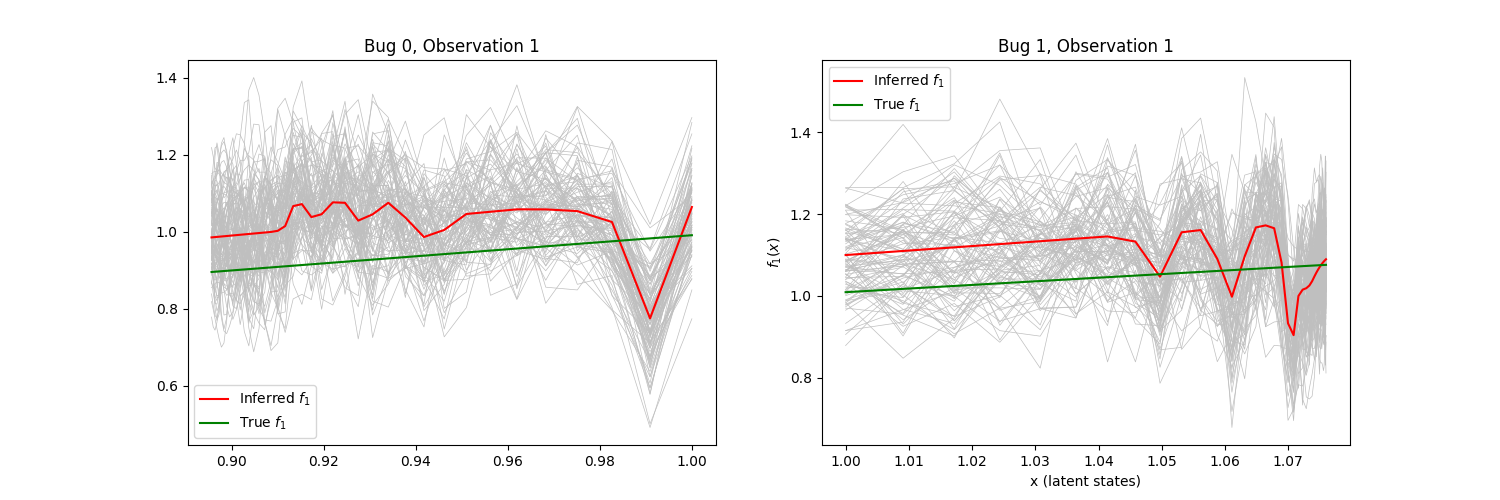 Bug 0, Observation 1
1.4
1.2
1.0
0.8
0.6
Inferred f₁
True f₁
0.90 0.92 0.94 0.96 0.98 1.00
Bug 1, Observation 1
Inferred f₁
True f₁
f₁(x)
1.4
1.2
1.0
0.8
1.00 1.01 1.02 1.03 1.04 1.05 1.06 1.07
x (latent states)